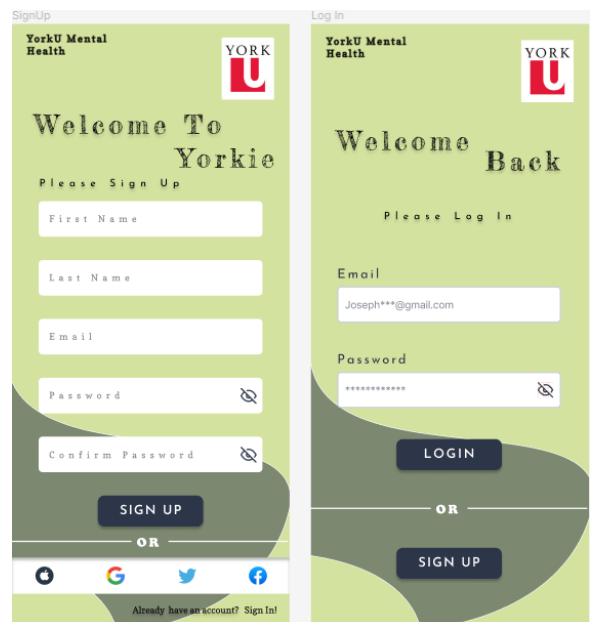 SignUp
YorkU Mental
Health
YORK
U
Welcome To
Yorkie
Please Sign Up
First Name
Last Name
Email
Password
Confirm Password
SIGN UP
OR
Already have an account? Sign In!
Log In
YorkU Mental
Health
YORK
U
Welcome
Back
Please Log In
Email
Joseph***@gmail.com
Password
************
LOGIN
OR
SIGN UP